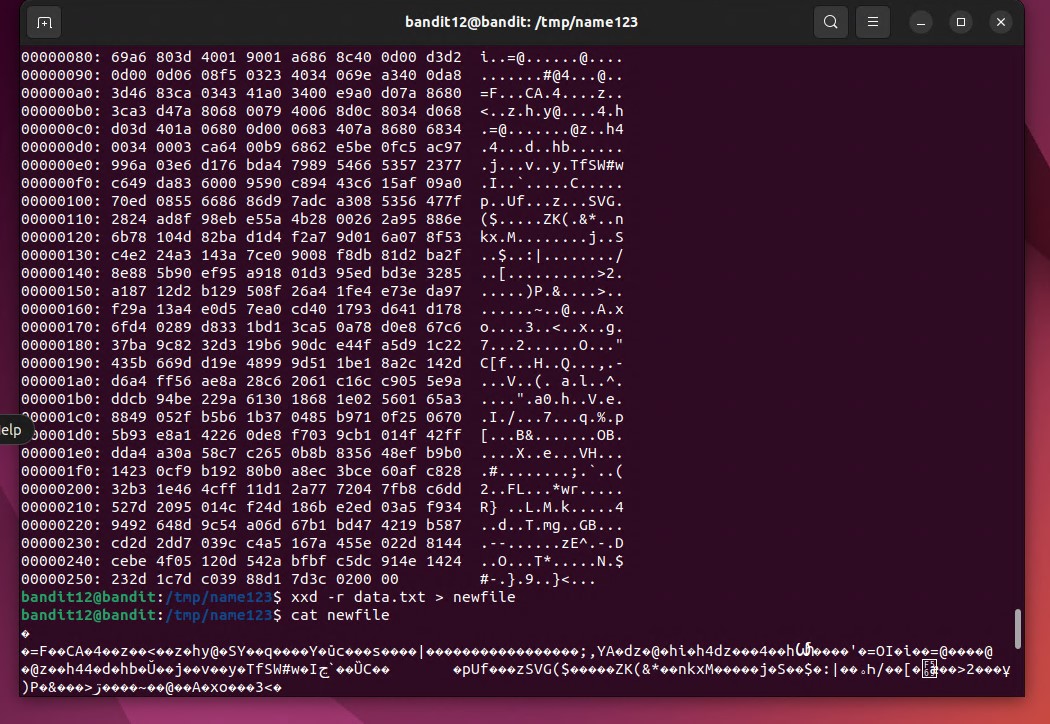 bandit12@bandit: /tmp/name123
00000080: 69a6 803d 4001 9001 a686 8c40 0d00 d3d2  i..=@......@....
00000090: 0d00 0d06 08f5 0323 4034 069e a340 0da8  .......#@4...@..
000000a0: 3d46 83ca 0343 41a0 3400 e9a0 d07a 8680  =F...CA.4....z..
000000b0: 3ca3 d47a 8068 0079 4006 8d0c 8034 d068  <..z.h.y@....4.h
000000c0: d03d 401a 0680 0d00 0683 407a 8680 6834  .=@.......@z..h4
000000d0: 0034 0003 ca64 00b9 6862 e5be 0fc5 ac97  .4...d..hb......
000000e0: 996a 03e6 d176 bda4 7989 5466 5357 2377  .j...v..y.TfSW#w
000000f0: c649 da83 6000 9590 c894 43c6 15af 09a0  .I..`.....C.....
00000100: 70ed 0855 6686 86d9 7adc a308 5356 477f  p..Uf...z...SVG.
00000110: 2824 ad8f 98eb e55a 4b28 0026 2a95 886e  ($.....ZK(.&*..n
00000120: 6b78 104d 82ba d1d4 f2a7 9d01 6a07 8f53  kx.M........j..S
00000130: c4e2 24a3 143a 7ce0 9008 f8db 81d2 ba2f  ..$..:|......../
00000140: 8e88 5b90 ef95 a918 01d3 95ed bd3e 3285  ..[..........>2.
00000150: a187 12d2 b129 508f 26a4 1fe4 e73e da97  .....)P.&....>..
00000160: f29a 13a4 e0d5 7ea0 cd40 1793 d641 d178  ......~..@...A.x
00000170: 6fd4 0289 d833 1bd1 3ca5 0a78 d0e8 67c6  o....3..<..x..g.
00000180: 37ba 9c82 32d3 19b6 90dc e44f a5d9 1c22  7...2......O..."
00000190: 435b 669d d19e 4899 9d51 1be1 8a2c 142d  C[f...H..Q...,.-
000001a0: d6a4 ff56 ae8a 28c6 2061 c16c c905 5e9a  ...V..(. a.l..^.
000001b0: ddcb 94be 229a 6130 1868 1e02 5601 65a3  ....".a0.h..V.e.
000001c0: 8849 052f b5b6 1b37 0485 b971 0f25 0670  .I./...7...q.%.p
000001d0: 5b93 e8a1 4226 0de8 f703 9cb1 014f 42ff  [...B&.......OB.
000001e0: dda4 a30a 58c7 c265 0b8b 8356 48ef b9b0  ....X..e...VH...
000001f0: 1423 0cf9 b192 80b0 a8ec 3bce 60af c828  .#........;.`..(
00000200: 32b3 1e46 4cff 11d1 2a77 7204 7fb8 c6dd  2..FL...*wr.....
00000210: 527d 2095 014c f24d 186b e2ed 03a5 f934  R} ..L.M.k.....4
00000220: 9492 648d 9c54 a06d 67b1 bd47 4219 b587  ..d..T.mg..GB...
00000230: cd2d 2dd7 039c c4a5 167a 455e 022d 8144  .--......zE^.-.D
00000240: cebe 4f05 120d 542a bfbf c5dc 914e 1424  ..O...T*.....N.$
00000250: 232d 1c7d c039 88d1 7d3c 0200 00         #-.}.9..}<...
bandit12@bandit:/tmp/name123$ xxd -r data.txt > newfile
bandit12@bandit:/tmp/name123$ cat newfile